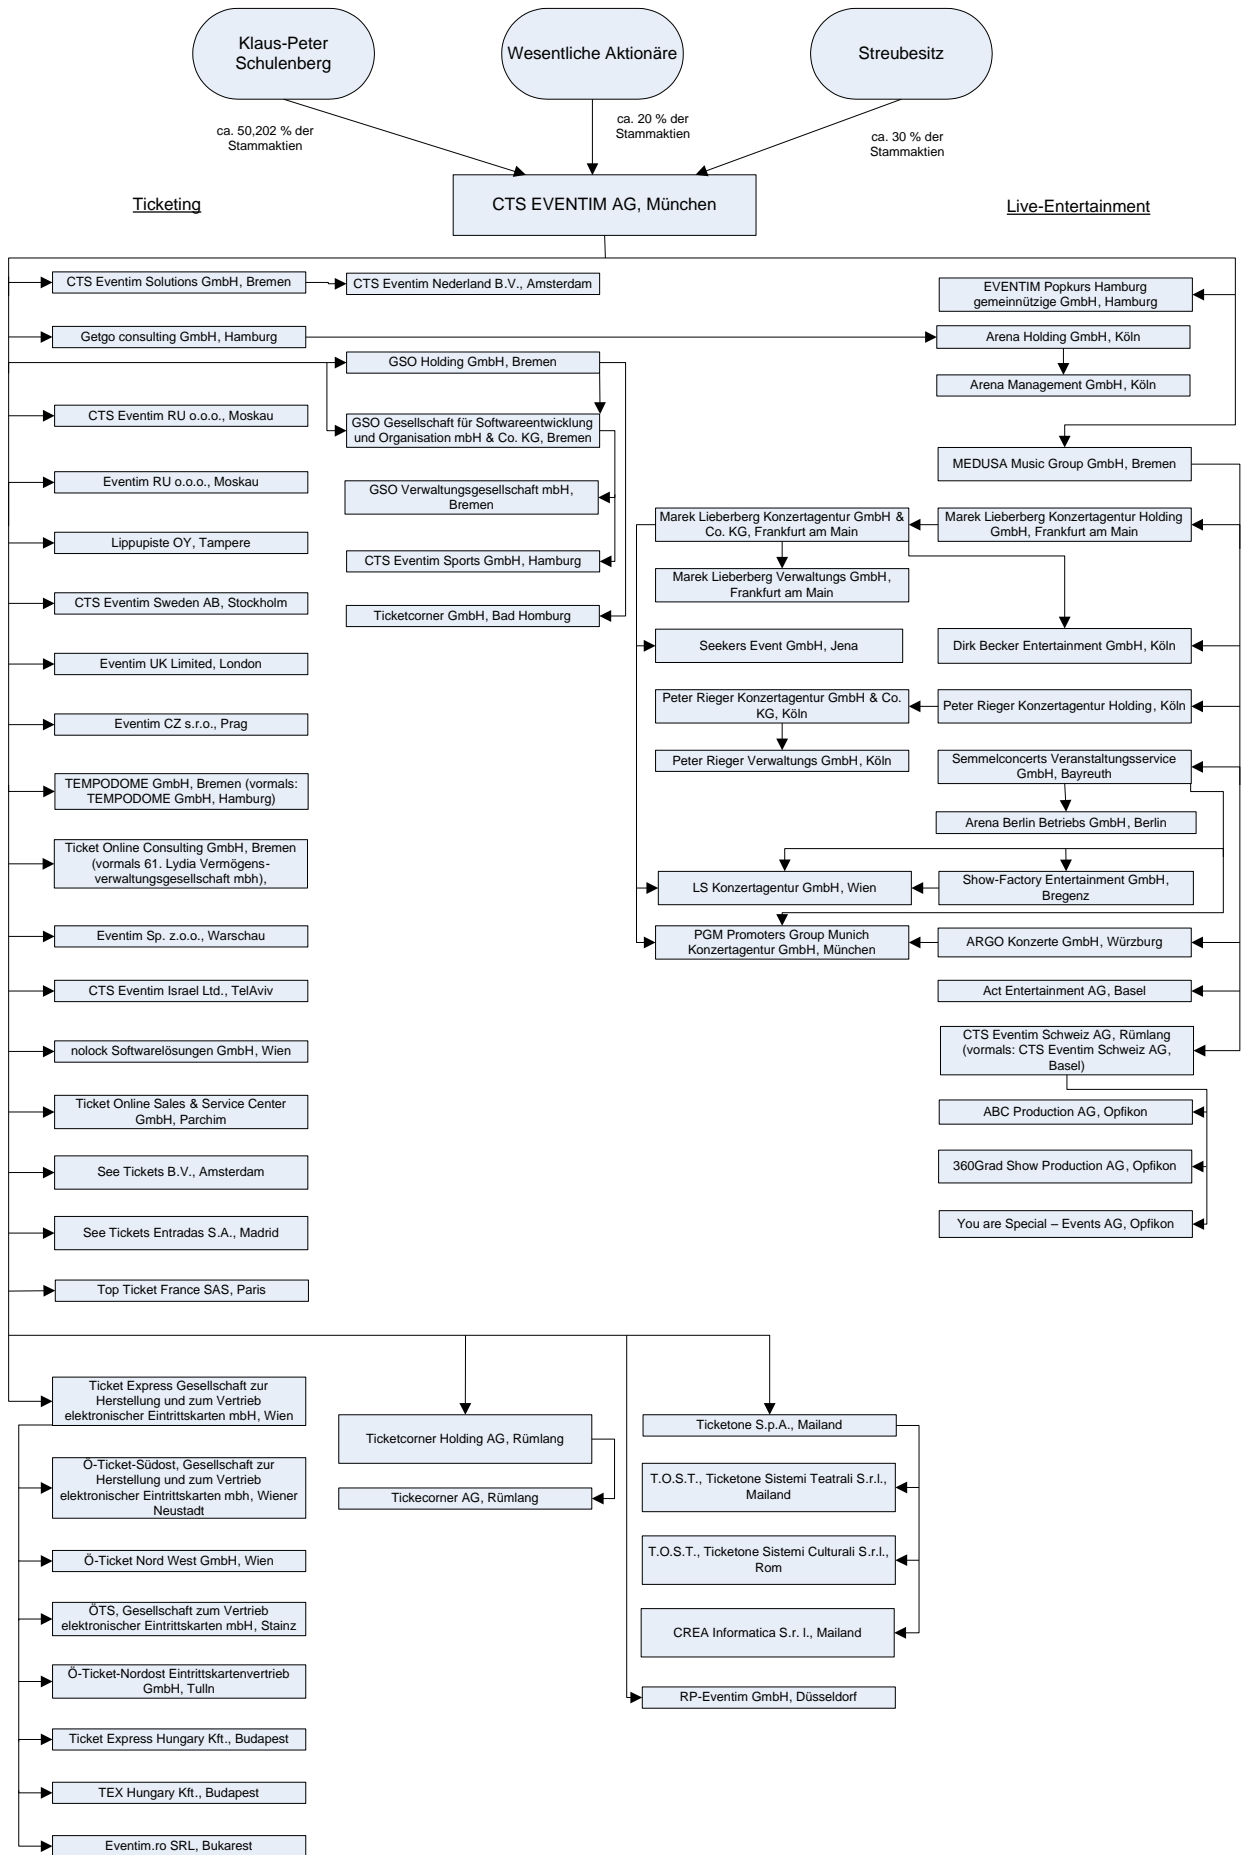 Klaus-Peter
Schulenberg
Wesentliche Aktionäre
Streubesitz
ca. 50,202 % der
Stammaktien
ca. 20 % der
Stammaktien
ca. 30 % der
Stammaktien
CTS EVENTIM AG, München
Ticketing
Live-Entertainment
CTS Eventim Solutions GmbH, Bremen
CTS Eventim Nederland B.V., Amsterdam
Getgo consulting GmbH, Hamburg
GSO Holding GmbH, Bremen
CTS Eventim RU o.o.o., Moskau
GSO Gesellschaft für Softwareentwicklung
und Organisation mbH & Co. KG, Bremen
Eventim RU o.o.o., Moskau
GSO Verwaltungsgesellschaft mbH,
Bremen
Lippupiste OY, Tampere
CTS Eventim Sports GmbH, Hamburg
CTS Eventim Sweden AB, Stockholm
Ticketcorner GmbH, Bad Homburg
Eventim UK Limited, London
Eventim CZ s.r.o., Prag
TEMPODOME GmbH, Bremen (vormals:
TEMPODOME GmbH, Hamburg)
Ticket Online Consulting GmbH, Bremen
(vormals 61. Lydia Vermögens-
verwaltungsgesellschaft mbh),
Eventim Sp. z.o.o., Warschau
CTS Eventim Israel Ltd., TelAviv
nolock Softwarelösungen GmbH, Wien
Ticket Online Sales & Service Center
GmbH, Parchim
See Tickets B.V., Amsterdam
See Tickets Entradas S.A., Madrid
Top Ticket France SAS, Paris
EVENTIM Popkurs Hamburg
gemeinnützige GmbH, Hamburg
Arena Holding GmbH, Köln
Arena Management GmbH, Köln
MEDUSA Music Group GmbH, Bremen
Marek Lieberberg Konzertagentur GmbH &
Co. KG, Frankfurt am Main
Marek Lieberberg Konzertagentur Holding
GmbH, Frankfurt am Main
Marek Lieberberg Verwaltungs GmbH,
Frankfurt am Main
Seekers Event GmbH, Jena
Dirk Becker Entertainment GmbH, Köln
Peter Rieger Konzertagentur GmbH & Co.
KG, Köln
Peter Rieger Konzertagentur Holding, Köln
Peter Rieger Verwaltungs GmbH, Köln
Semmelconcerts Veranstaltungsservice
GmbH, Bayreuth
Arena Berlin Betriebs GmbH, Berlin
LS Konzertagentur GmbH, Wien
Show-Factory Entertainment GmbH,
Bregenz
PGM Promoters Group Munich
Konzertagentur GmbH, München
ARGO Konzerte GmbH, Würzburg
Act Entertainment AG, Basel
CTS Eventim Schweiz AG, Rümlang
(vormals: CTS Eventim Schweiz AG,
Basel)
ABC Production AG, Opfikon
360Grad Show Production AG, Opfikon
You are Special – Events AG, Opfikon
Ticket Express Gesellschaft zur
Herstellung und zum Vertrieb
elektronischer Eintrittskarten mbH, Wien
Ö-Ticket-Südost, Gesellschaft zur
Herstellung und zum Vertrieb
elektronischer Eintrittskarten mbh, Wiener
Neustadt
Ö-Ticket Nord West GmbH, Wien
ÖTS, Gesellschaft zum Vertrieb
elektronischer Eintrittskarten mbH, Stainz
Ö-Ticket-Nordost Eintrittskartenvertrieb
GmbH, Tulln
Ticket Express Hungary Kft., Budapest
TEX Hungary Kft., Budapest
Eventim.ro SRL, Bukarest
Ticketcorner Holding AG, Rümlang
Tickecorner AG, Rümlang
Ticketone S.p.A., Mailand
T.O.S.T., Ticketone Sistemi Teatrali S.r.l.,
Mailand
T.O.S.T., Ticketone Sistemi Culturali S.r.l.,
Rom
CREA Informatica S.r. l., Mailand
RP-Eventim GmbH, Düsseldorf